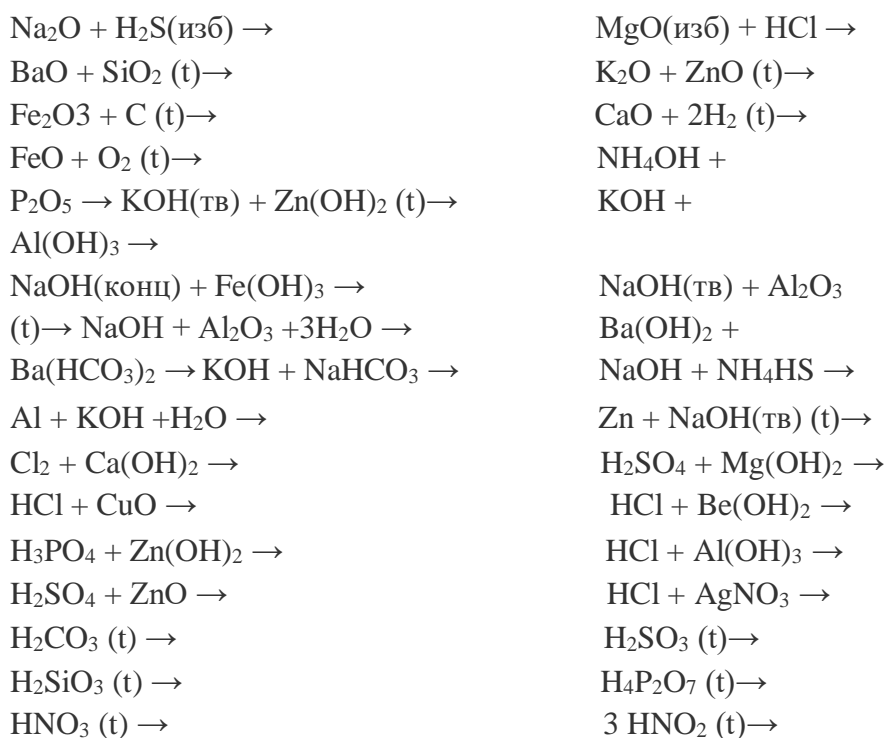 Na₂O + H₂S(изб) → MgO(изб) + HCl →
BaO + SiO₂ (t)→ K₂O + ZnO (t)→
Fe₂O3 + C (t)→ CaO + 2H₂ (t)→
FeO + O₂ (t)→ NH₄OH +
P₂O₅ → KOH(тв) + Zn(OH)₂ (t)→ KOH +
Al(OH)₃ →
NaOH(конц) + Fe(OH)₃ → NaOH(тв) + Al₂O₃
(t)→ NaOH + Al₂O₃ +3H₂O → Ba(OH)₂ +
Ba(HCO₃)₂ → KOH + NaHCO₃ → NaOH + NH₄HS →
Al + KOH +H₂O → Zn + NaOH(тв) (t)→
Cl₂ + Ca(OH)₂ → H₂SO₄ + Mg(OH)₂ →
HCl + CuO → HCl + Be(OH)₂ →
H₃PO₄ + Zn(OH)₂ → HCl + Al(OH)₃ →
H₂SO₄ + ZnO → HCl + AgNO₃ →
H₂CO₃ (t) → H₂SO₃ (t)→
H₂SiO₃ (t) → H₄P₂O₇ (t)→
HNO₃ (t) → 3 HNO₂ (t)→